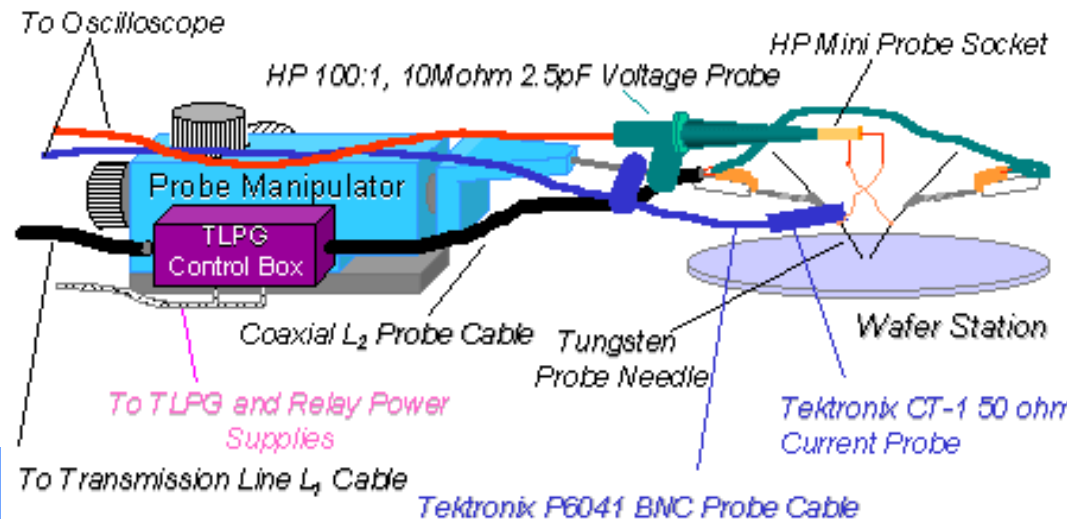 To Oscilloscope
HP Mini Probe Socket
HP 100:1, 10Mohm 2.5pF Voltage Probe
Probe Manipulator
TLPG
Control Box
Coaxial L2 Probe Cable
Tungsten
Probe Needle
Wafer Station
To TLPG and Relay Power
Supplies
Tektronix CT-1 50 ohm
Current Probe
To Transmission Line L1 Cable
Tektronix P6041 BNC Probe Cable